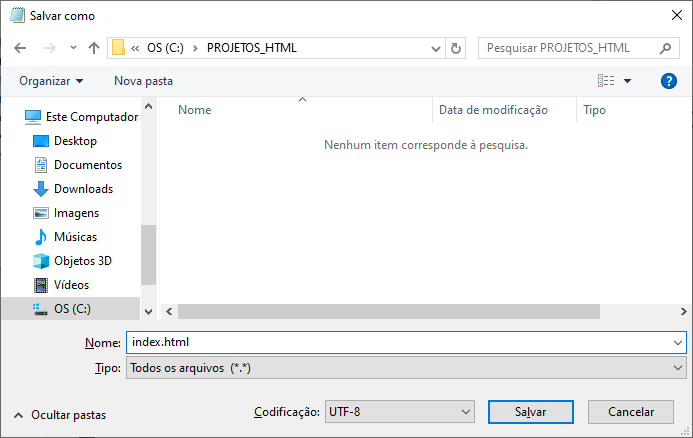 Salvar como
OS (C:) PROJETOS_HTML
Pesquisar PROJETOS_HTML
Organizar Nova pasta
?
Este Computador
Desktop
Documentos
Downloads
Imagens
Músicas
Objetos 3D
Vídeos
OS (C:)
Nome Data de modificação Tipo
Nenhum item corresponde à pesquisa.
Nome: index.html
Tipo: Todos os arquivos (*.*)
Ocultar pastas
Codificação: UTF-8
Salvar
Cancelar